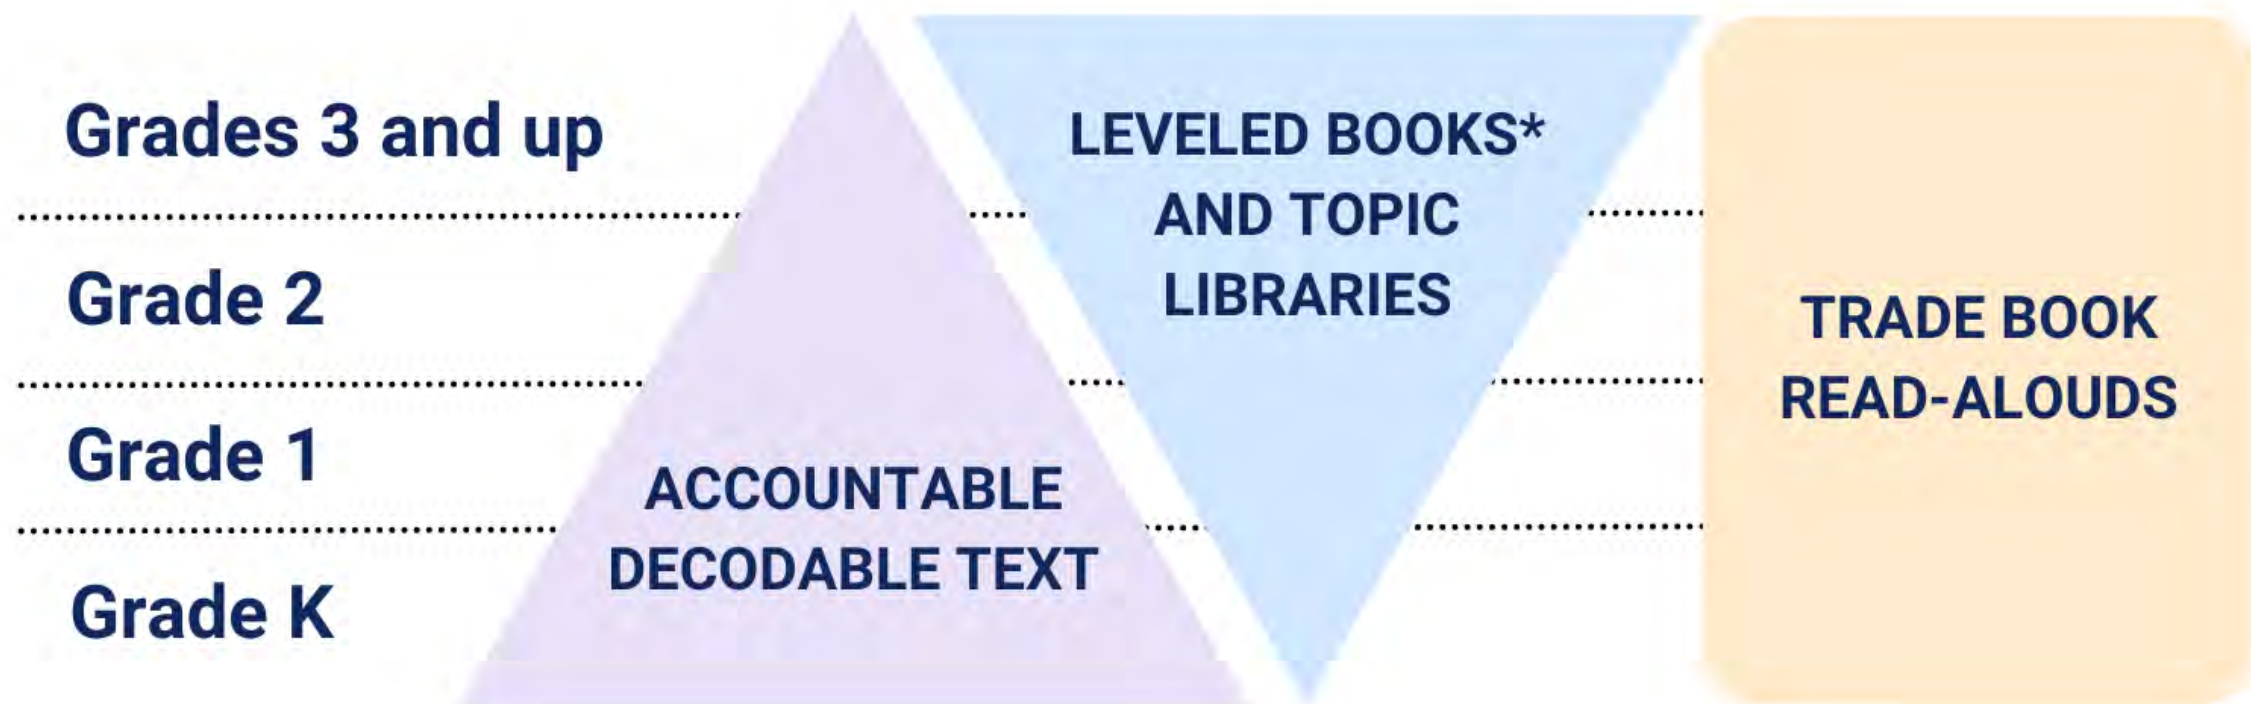 Grades 3 and up
Grade 2
Grade 1
Grade K
ACCOUNTABLE
DECODABLE TEXT
LEVELED BOOKS*
AND TOPIC
LIBRARIES
TRADE BOOK
READ-ALOUDS